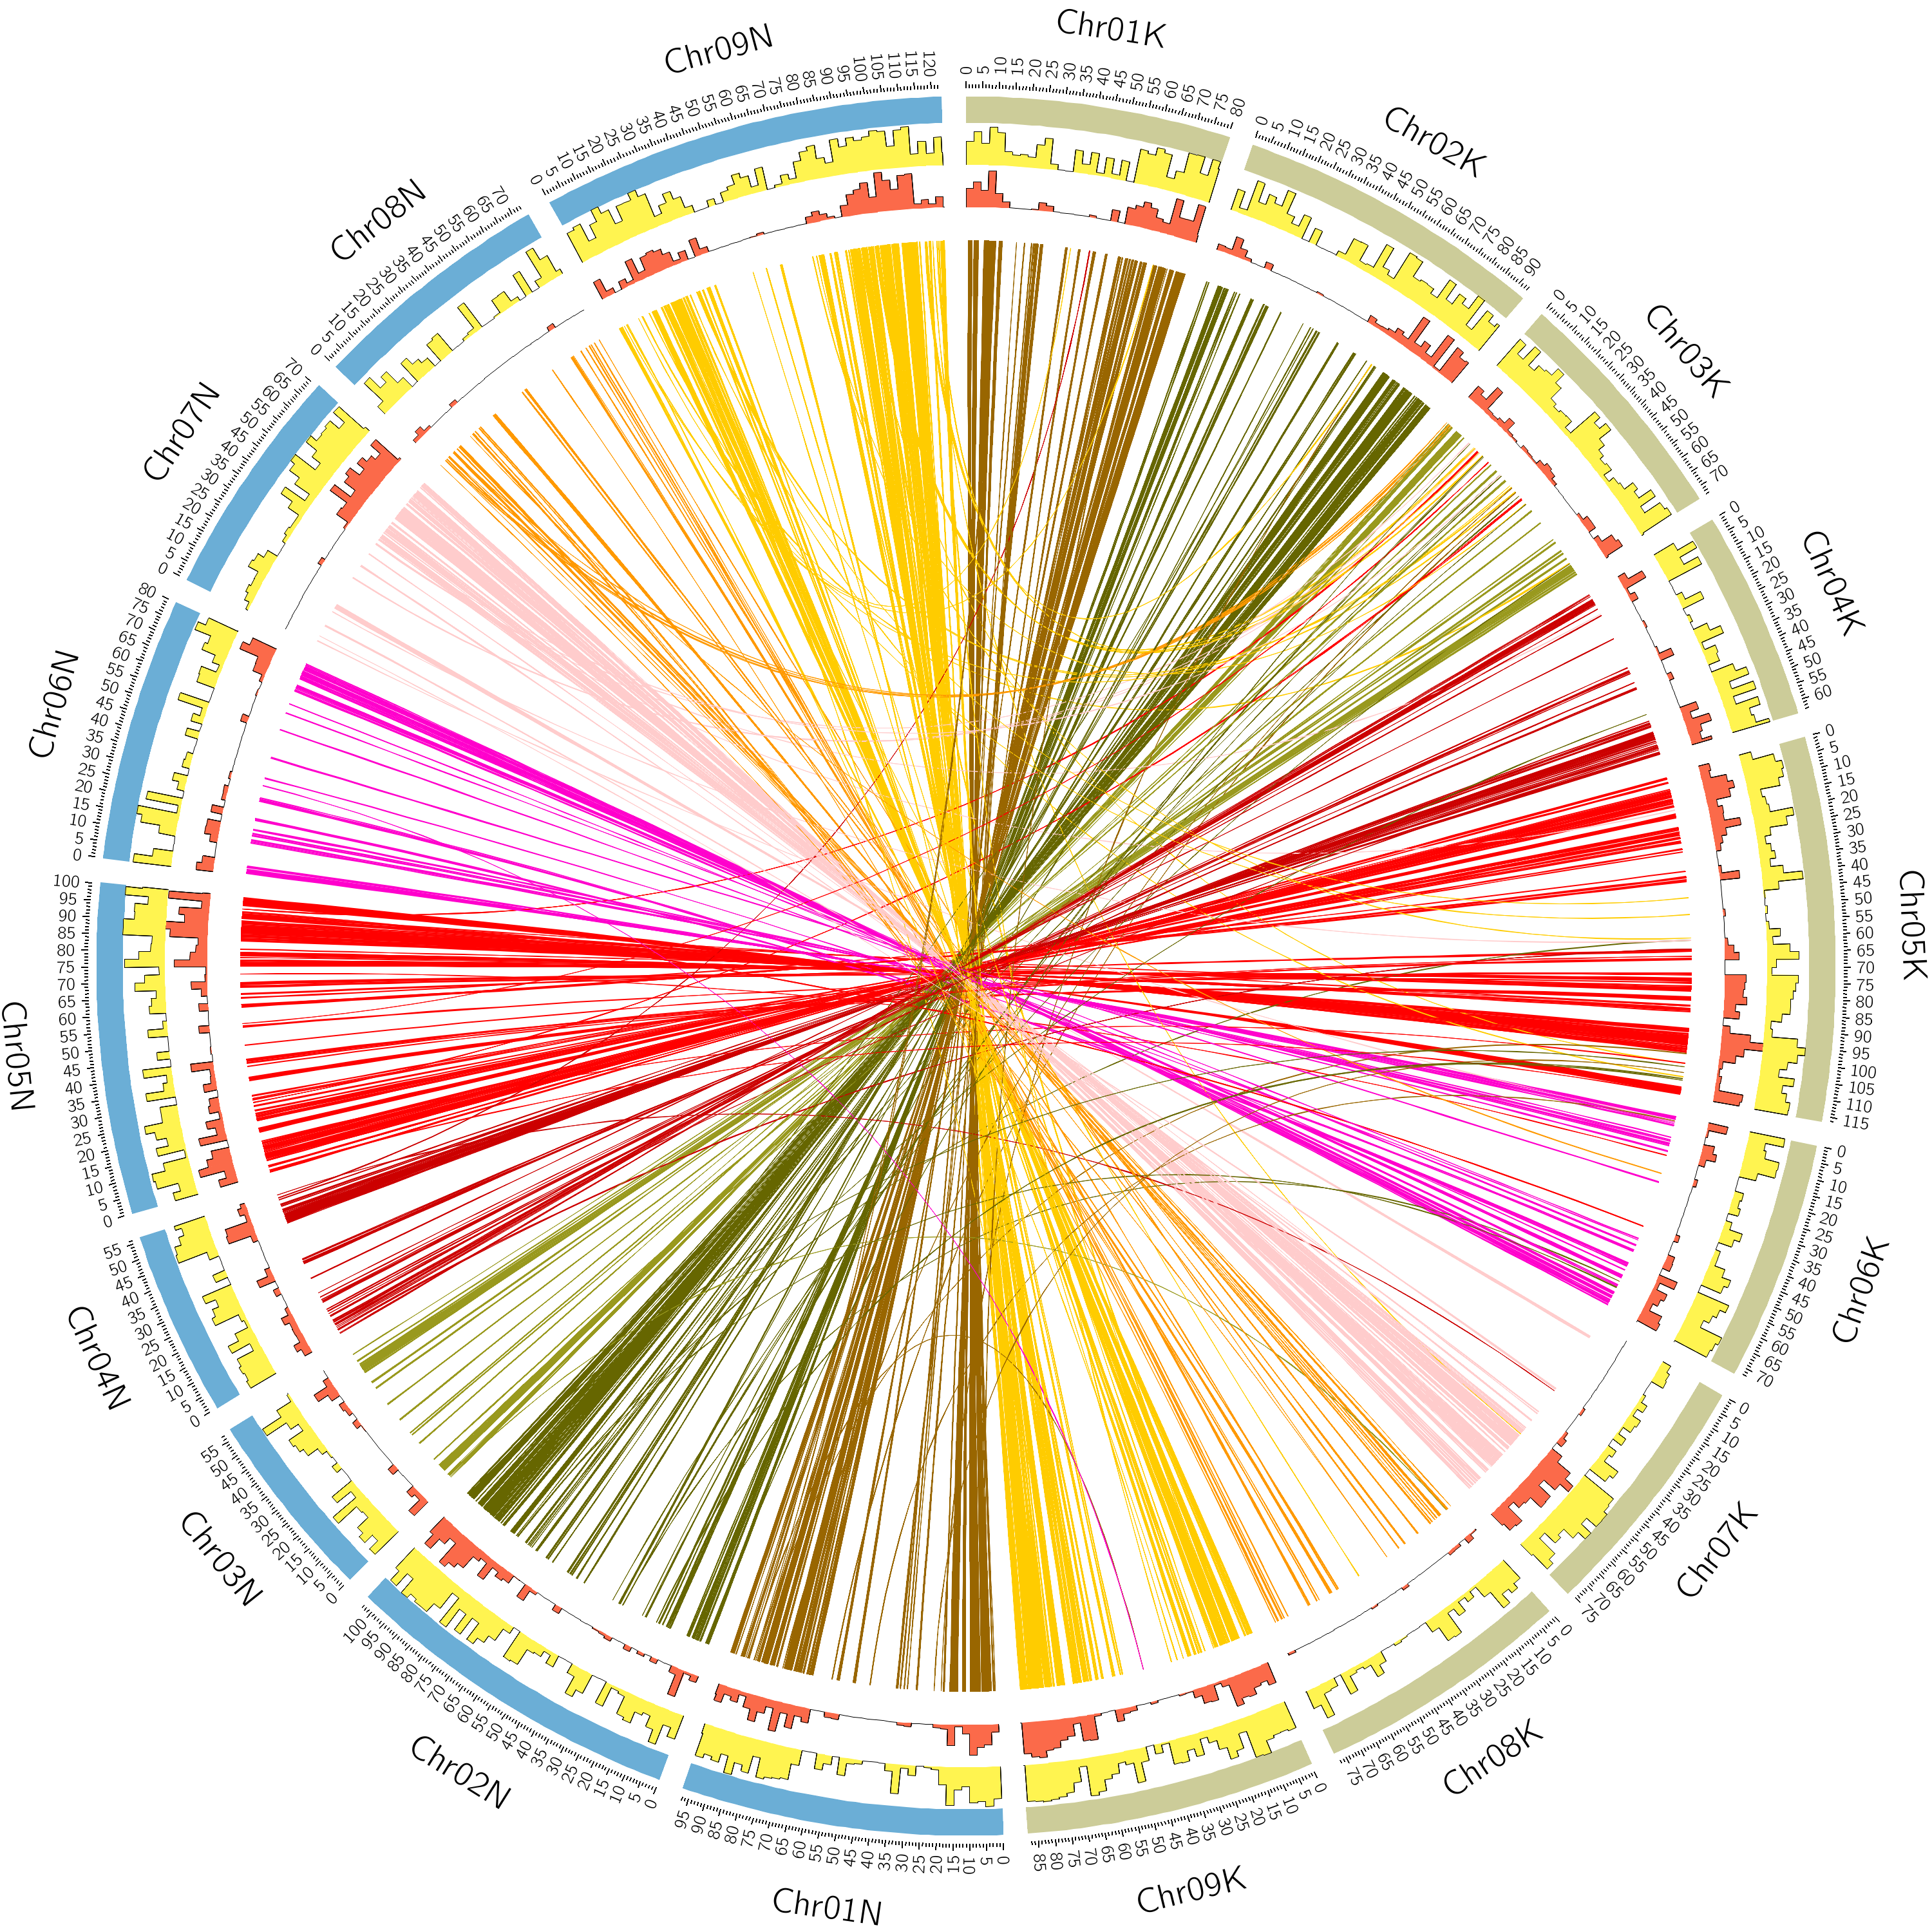 Chr01K
0 5 10 15 20 25 30 35 40 45 50 55 60 65 70 75 80
Chr02K
0 5 10 15 20 25 30 35 40 45 50 55 60 65 70 75 80 85 90
Chr03K
0 5 10 15 20 25 30 35 40 45 50 55 60 65 70
Chr04K
0 5 10 15 20 25 30 35 40 45 50 55 60
Chr05K
0 5 10 15 20 25 30 35 40 45 50 55 60 65 70 75 80 85 90 95 100 105 110 115
Chr06K
0 5 10 15 20 25 30 35 40 45 50 55 60 65 70
Chr07K
0 5 10 15 20 25 30 35 40 45 50 55 60 65 70 75
Chr08K
0 5 10 15 20 25 30 35 40 45 50 55 60 65 70 75
Chr09K
0 5 10 15 20 25 30 35 40 45 50 55 60 65 70 75 80 85
Chr01N
0 5 10 15 20 25 30 35 40 45 50 55 60 65 70 75 80 85 90 95
Chr02N
0 5 10 15 20 25 30 35 40 45 50 55 60 65 70 75 80 85 90 95 100
Chr03N
0 5 10 15 20 25 30 35 40 45 50 55
Chr04N
0 5 10 15 20 25 30 35 40 45 50 55
Chr05N
0 5 10 15 20 25 30 35 40 45 50 55 60 65 70 75 80 85 90 95 100
Chr06N
0 5 10 15 20 25 30 35 40 45 50 55 60 65 70 75 80
Chr07N
0 5 10 15 20 25 30 35 40 45 50 55 60 65 70
Chr08N
0 5 10 15 20 25 30 35 40 45 50 55 60 65 70
Chr09N
0 5 10 15 20 25 30 35 40 45 50 55 60 65 70 75 80 85 90 95 100 105 110 115 120